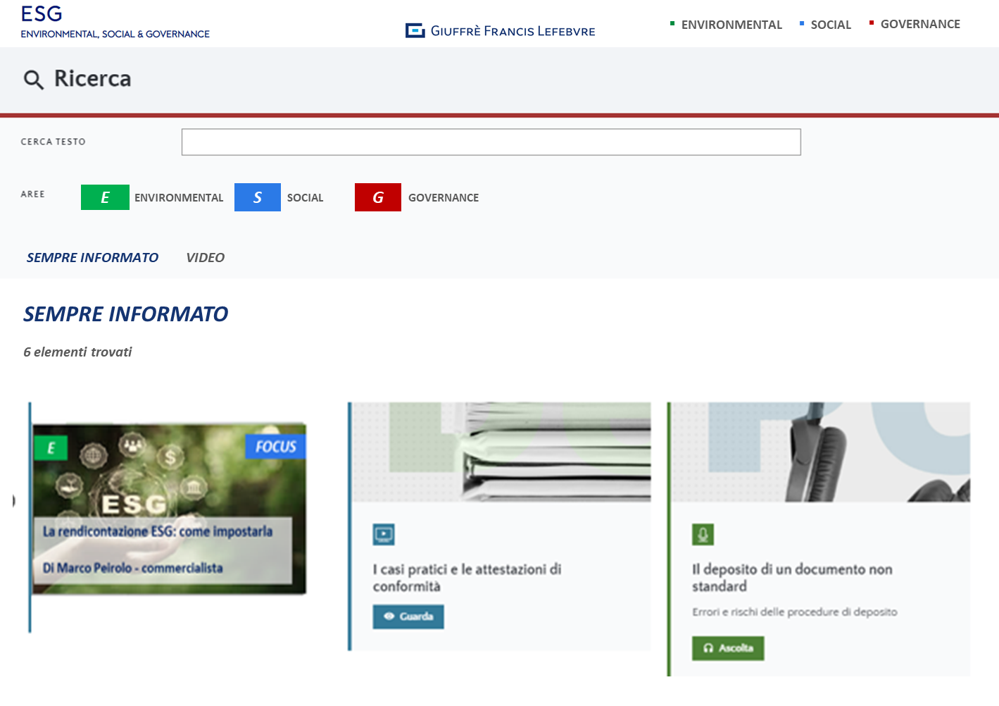 ESG
ENVIRONMENTAL, SOCIAL & GOVERNANCE
GIUFFRÈ FRANCIS LEFEBVRE
ENVIRONMENTAL
SOCIAL
GOVERNANCE
Ricerca
CERCA TESTO
AREE
E
ENVIRONMENTAL
S
SOCIAL
G
GOVERNANCE
SEMPRE INFORMATO
VIDEO
SEMPRE INFORMATO
6 elementi trovati
E
FOCUS
$
ESG
La rendicontazione ESG: come impostarla
Di Marco Peirolo - commercialista
I casi pratici e le attestazioni di
conformità
Guarda
Il deposito di un documento non
standard
Errori e rischi delle procedure di deposito
Ascolta